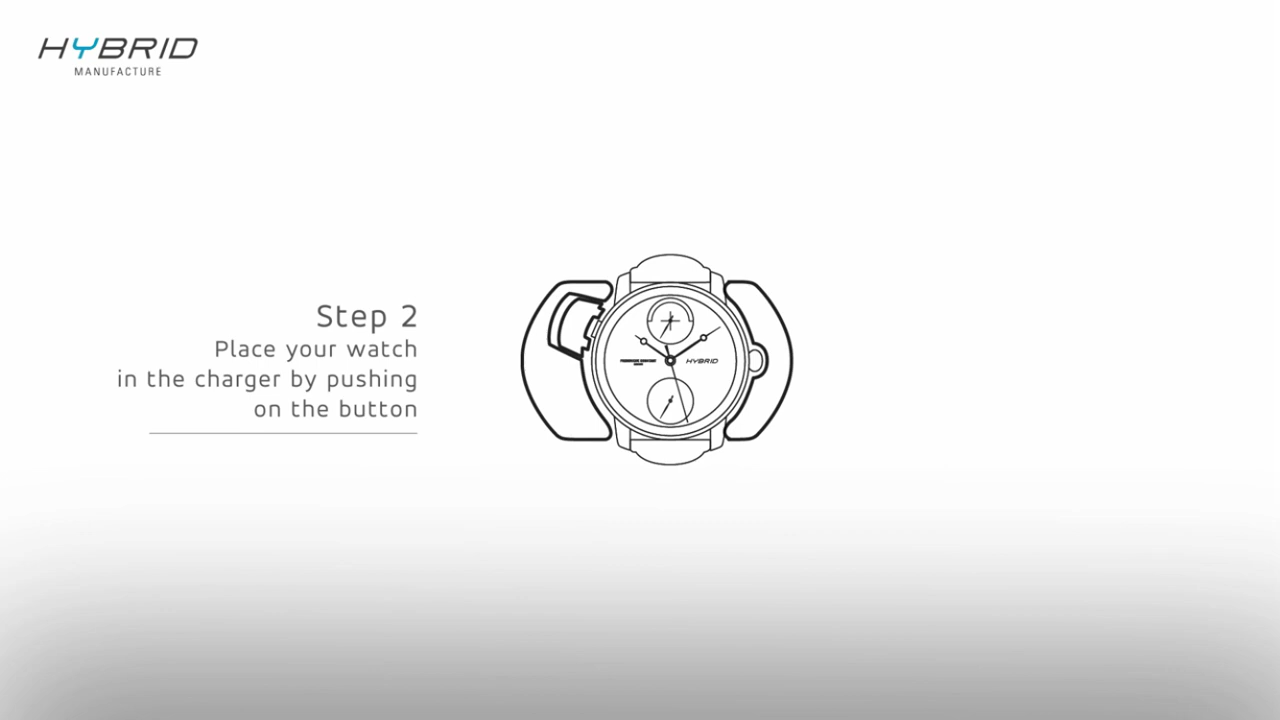 HYBRID
MANUFACTURE
Step 2
Place your watch
in the charger by pushing
on the button
HYBRID